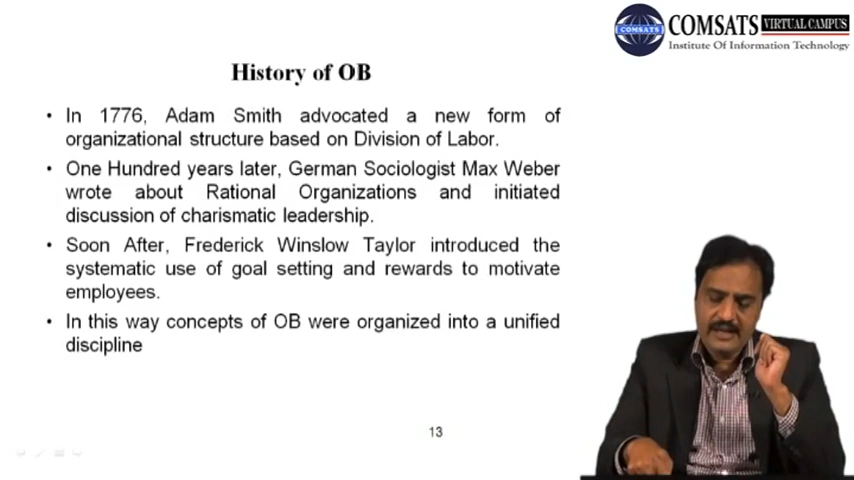 COMSATS VIRTUAL CAMPUS
COMSATS
Institute Of Information Technology
History of OB
• In 1776, Adam Smith advocated a new form of
organizational structure based on Division of Labor.
• One Hundred years later, German Sociologist Max Weber
wrote about Rational Organizations and initiated
discussion of charismatic leadership.
• Soon After, Frederick Winslow Taylor introduced the
systematic use of goal setting and rewards to motivate
employees.
• In this way concepts of OB were organized into a unified
discipline
13